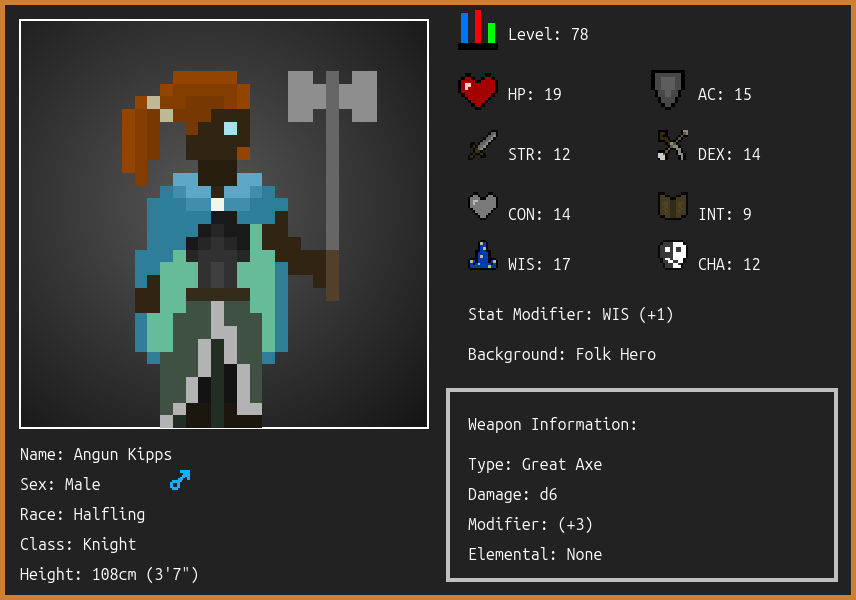 Level: 78
HP: 19
AC: 15
STR: 12
DEX: 14
CON: 14
INT: 9
WIS: 17
CHA: 12
Stat Modifier: WIS (+1)
Background: Folk Hero
Name: Angun Kipps
Sex: Male
Race: Halfling
Class: Knight
Height: 108cm (3'7")
Weapon Information:
Type: Great Axe
Damage: d6
Modifier: (+3)
Elemental: None